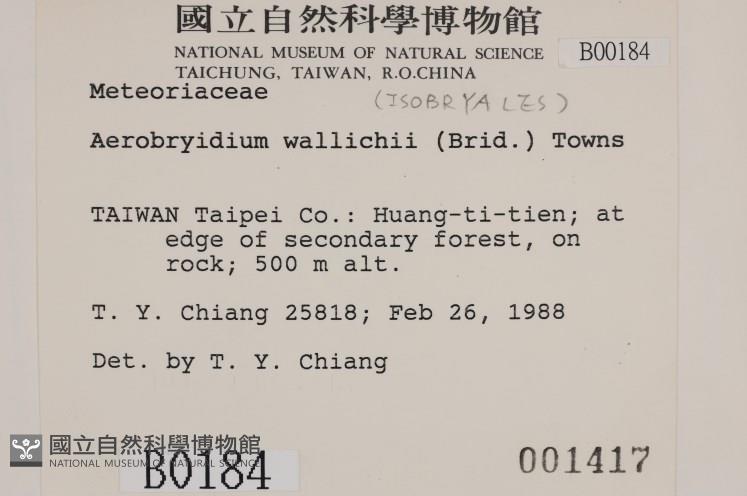 國立自然科學博物館
NATIONAL MUSEUM OF NATURAL SCIENCE
TAICHUNG, TAIWAN, R.O.CHINA
B00184
Meteoriaceae
(ISOBRYALES)
Aerobryidium wallichii (Brid.) Towns
TAIWAN Taipei Co.: Huang-ti-tien; at
edge of secondary forest, on
rock; 500 m alt.
T. Y. Chiang 25818; Feb 26, 1988
Det. by T. Y. Chiang
國立自然科學博物館
NATIONAL MUSEUM OF NATURAL SCIENCE
B0184
001417